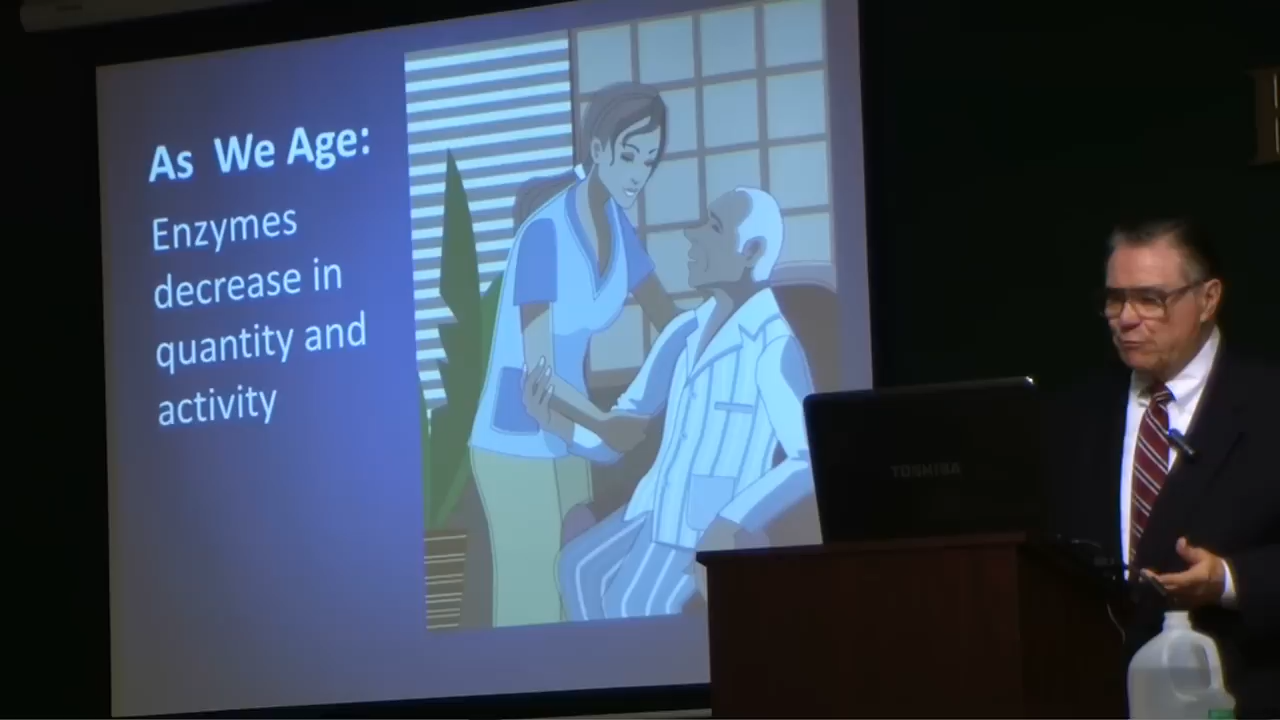 As We Age:
Enzymes
decrease in
quantity and
activity
TOSHIBA